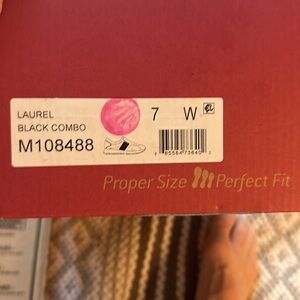 LAUREL
BLACK COMBO
M108488
7 W
Proper Size Perfect Fit